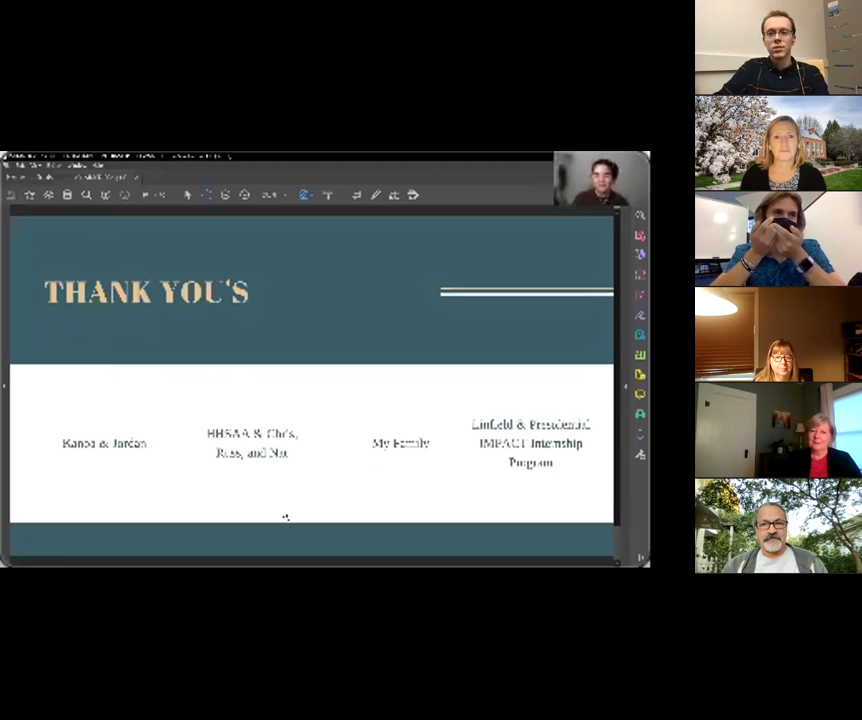 THANK YOU'S
Kanoa & Jordan
HHSAA & Chris,
Russ, and Nat
My Family
Linfield & Presidential
IMPACT Internship
Program